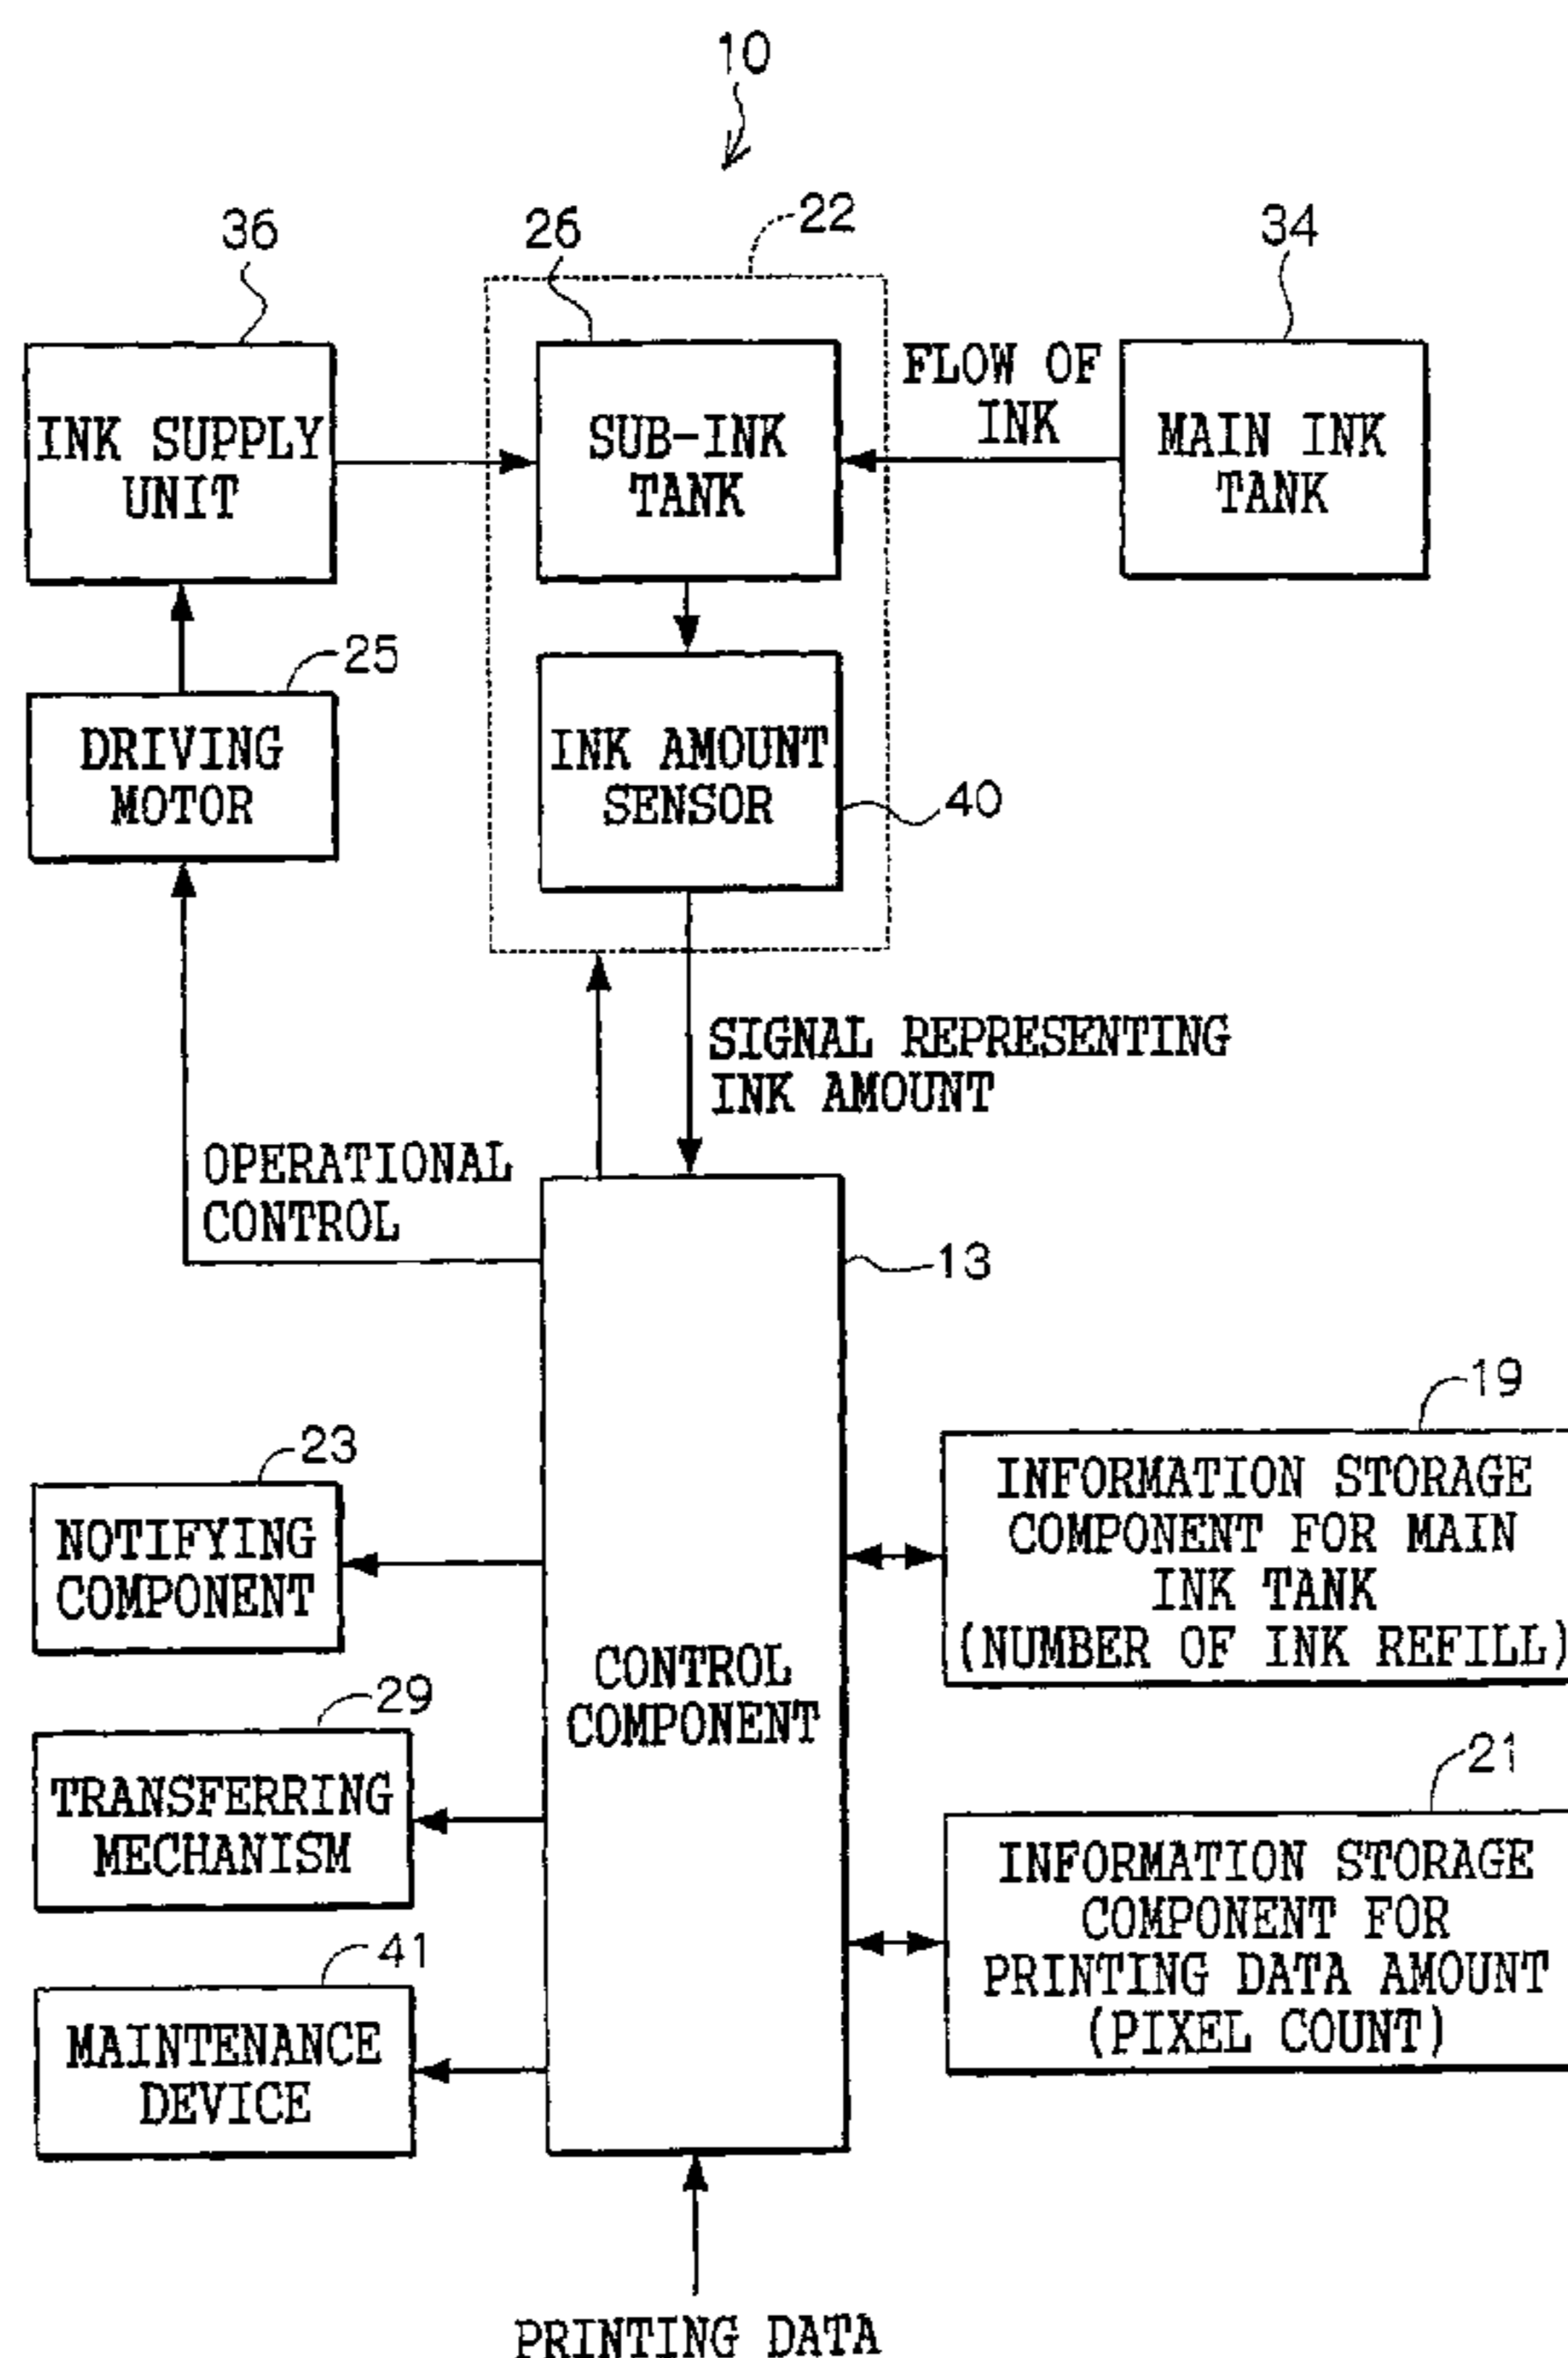 10
36
26
22
34
INK SUPPLY
UNIT
SUB-INK
TANK
FLOW OF
INK
MAIN INK
TANK
25
DRIVING
MOTOR
INK AMOUNT
SENSOR
40
SIGNAL REPRESENTING
INK AMOUNT
OPERATIONAL
CONTROL
13
19
23
NOTIFYING
COMPONENT
INFORMATION STORAGE
COMPONENT FOR MAIN
INK TANK
(NUMBER OF INK REFILL)
CONTROL
COMPONENT
29
TRANSFERRING
MECHANISM
21
INFORMATION STORAGE
COMPONENT FOR
PRINTING DATA AMOUNT
(PIXEL COUNT)
41
MAINTENANCE
DEVICE
PRINTING DATA